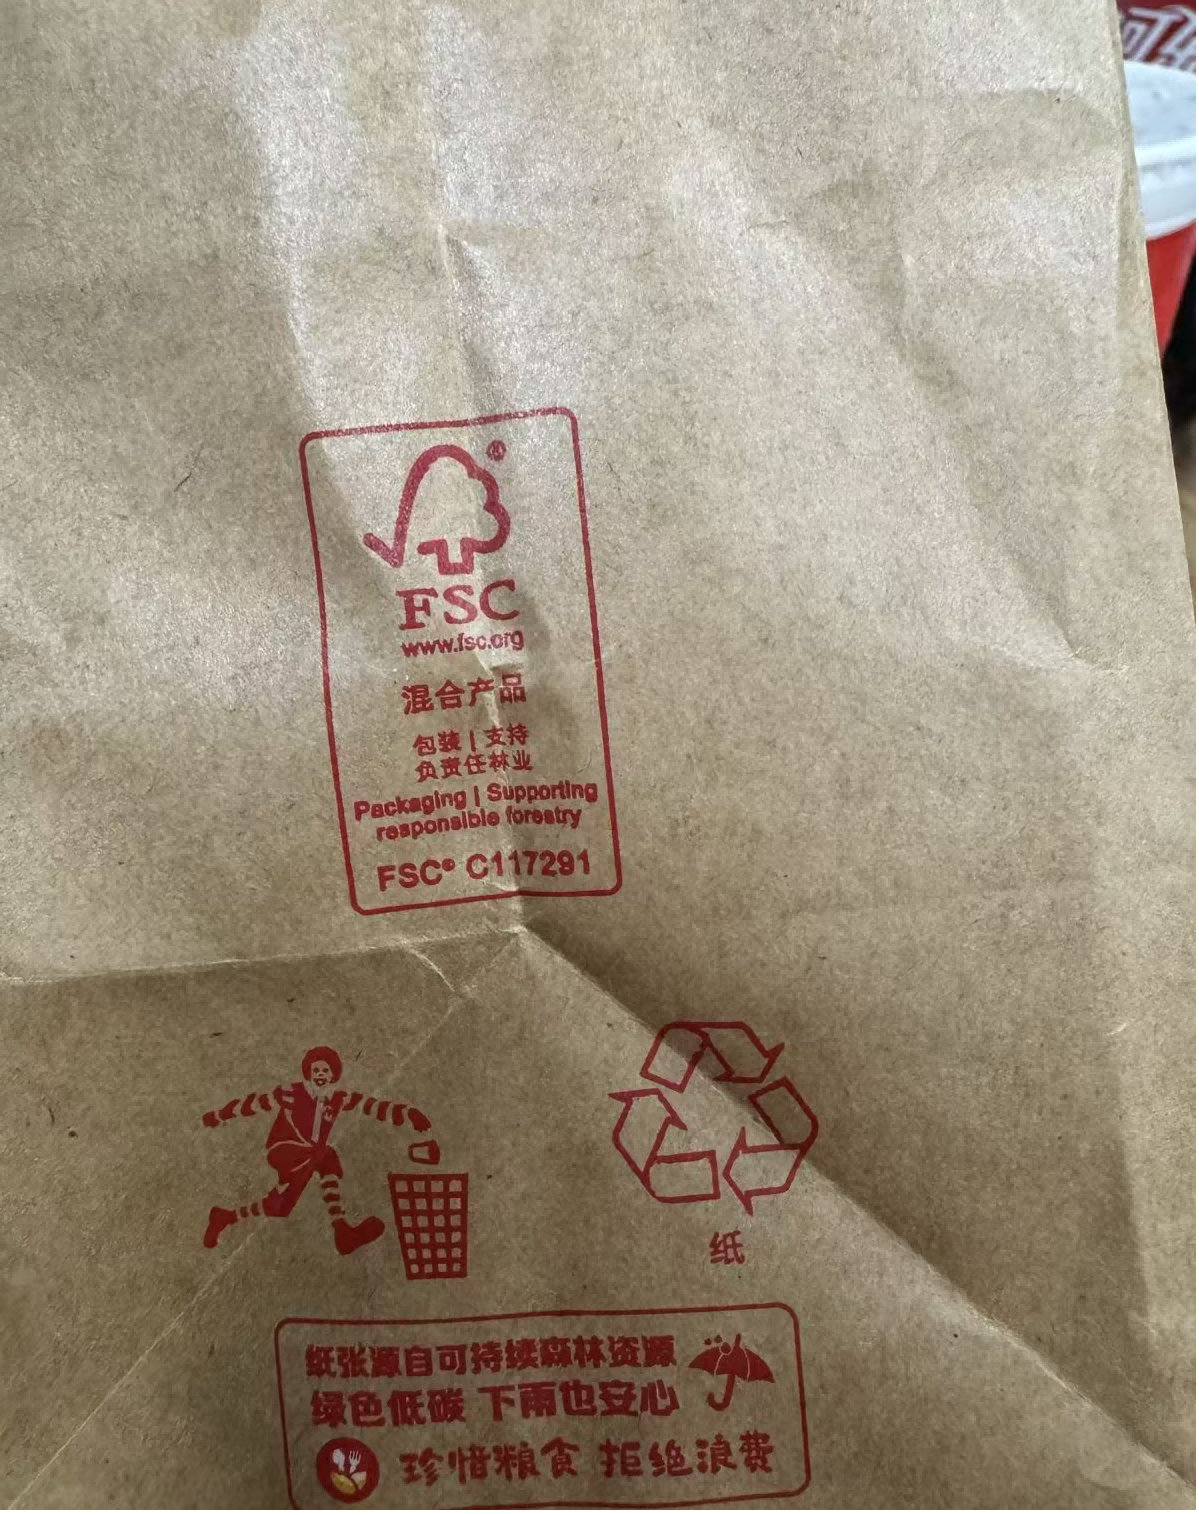 ®
FSC
www.fsc.org
混合产品
包装 | 支持
负责任林业
Packaging | Supporting
responsible forestry
FSC® C117291
纸
纸张源自可持续森林资源
绿色低碳 下雨也安心
珍惜粮食 拒绝浪费